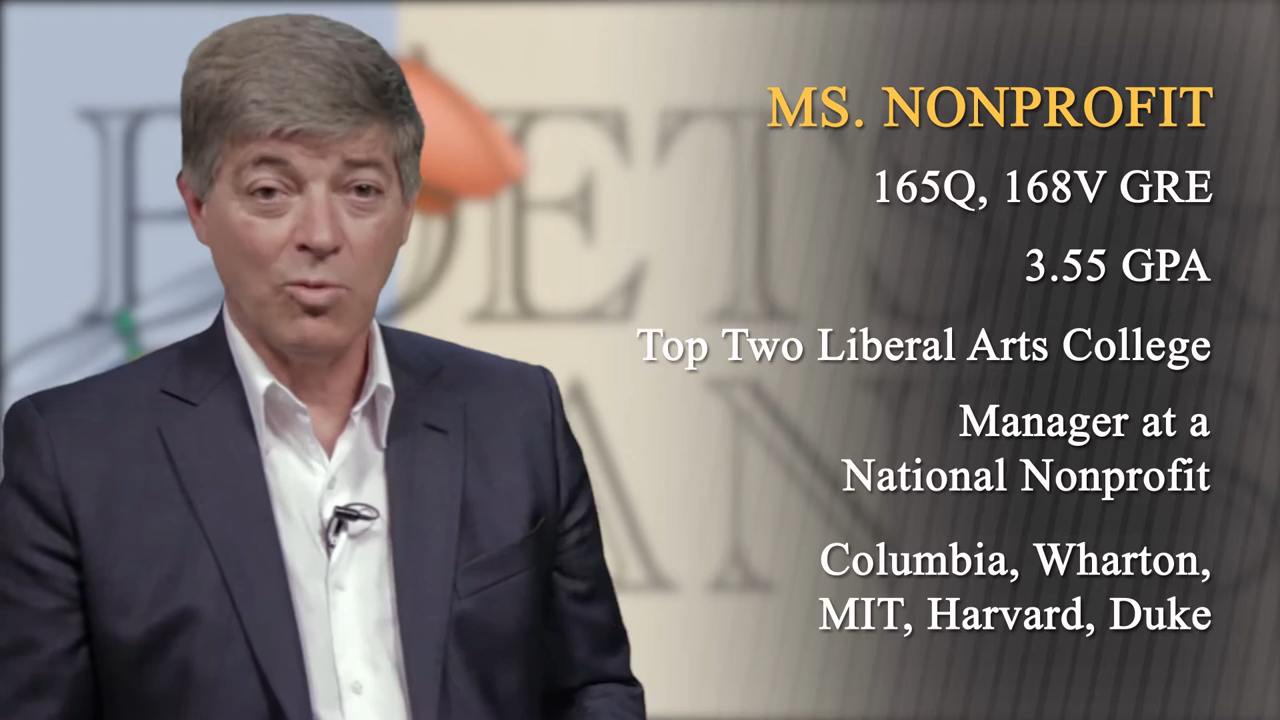 MS. NONPROFIT
165Q, 168V GRE
3.55 GPA
Top Two Liberal Arts College
Manager at a
National Nonprofit
Columbia, Wharton,
MIT, Harvard, Duke